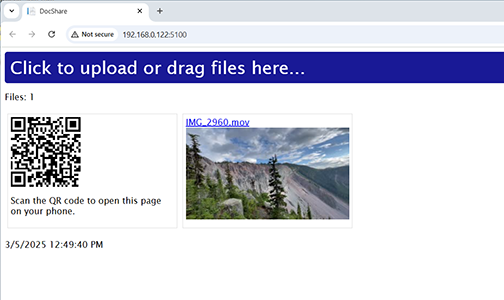 DocShare
Not secure
192.168.0.122:5100
Click to upload or drag files here...
Files: 1
IMG_2960.mov
Scan the QR code to open this page
on your phone.
3/5/2025 12:49:40 PM